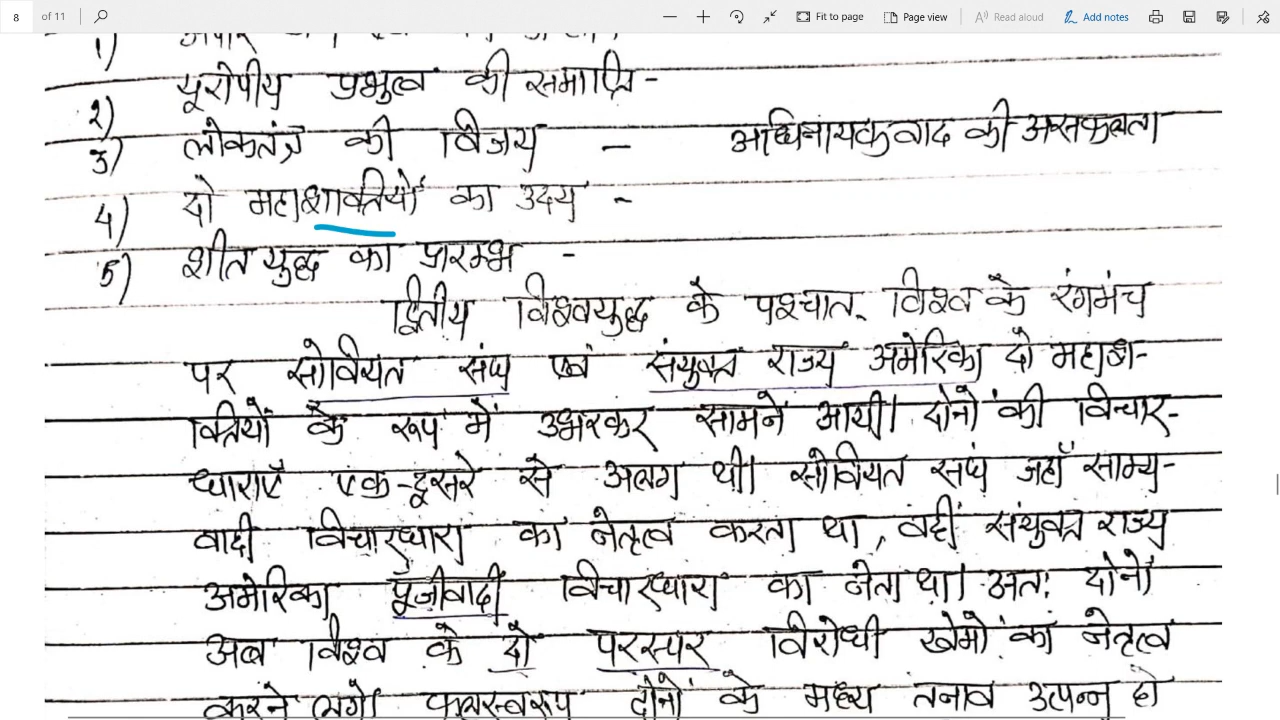 8 of 11 Fit to page Page view Read aloud Add notes
1)
2) यूरोपीय प्रभुत्व की समाप्ति -
3) लोकतंत्र की विजय - अधिनायकवाद की असफलता
4) दो महाशक्तियों का उदय -
5) शीत युद्ध का प्रारम्भ -
द्वितीय विश्वयुद्ध के पश्चात् विश्व के रंगमंच
पर सोवियत संघ एवं संयुक्त राज्य अमेरिका दो महाश-
क्तियों के रूप में उभरकर सामने आयी। दोनों की विचार-
धाराएँ एक-दूसरे से अलग थी। सोवियत संघ जहाँ साम्य-
वादी विचारधारा का नेतृत्व करता था, वहीं संयुक्त राज्य
अमेरिका पूंजीवादी विचारधारा का नेता था। अतः दोनों
अब विश्व के दो परस्पर विरोधी खेमों का नेतृत्व
करने लगे। फलस्वरूप दोनों के मध्य तनाव उत्पन्न हो